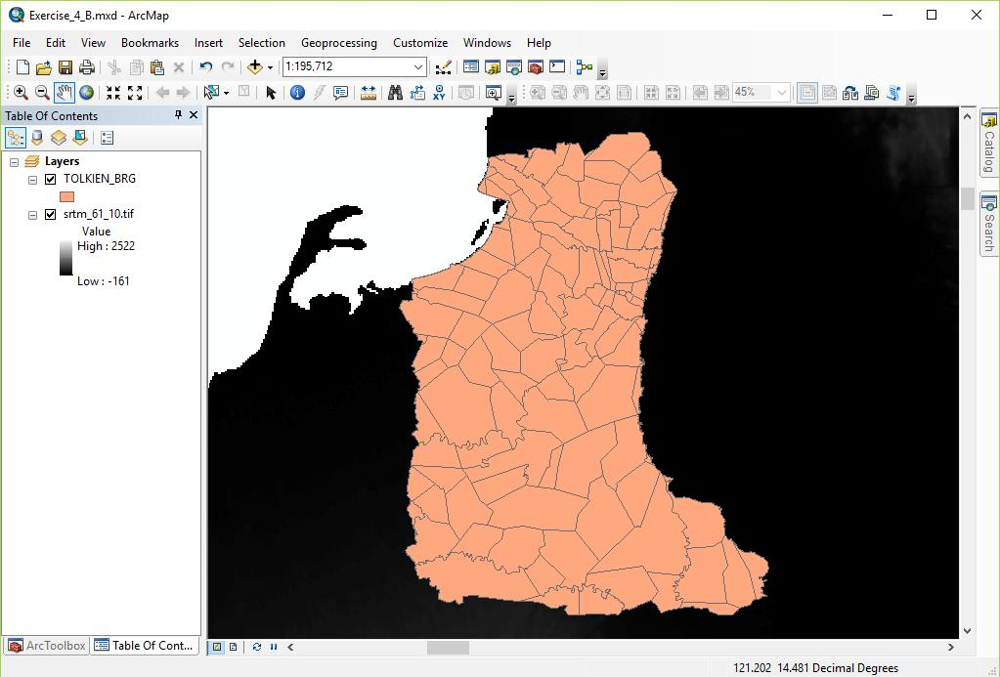 Exercise_4_B.mxd - ArcMap
File Edit View Bookmarks Insert Selection Geoprocessing Customize Windows Help
1:195,712
XY
45%
Table Of Contents
Layers
TOLKIEN_BRG
srtm_61_10.tif
Value
High : 2522
Low : -161
Catalog
Search
ArcToolbox
Table Of Cont...
121.202 14.481 Decimal Degrees